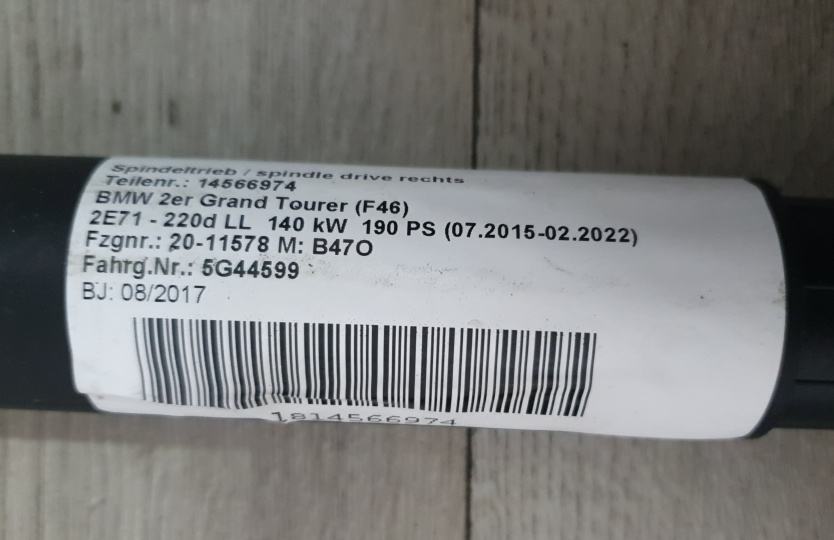 Spindeltrieb / spindle drive rechts
Teilenr.: 14566974
BMW 2er Grand Tourer (F46)
2E71 - 220d LL 140 kW 190 PS (07.2015-02.2022)
Fzgnr.: 20-11578 M: B47O
Fahrg.Nr.: 5G44599
BJ: 08/2017
1814566974